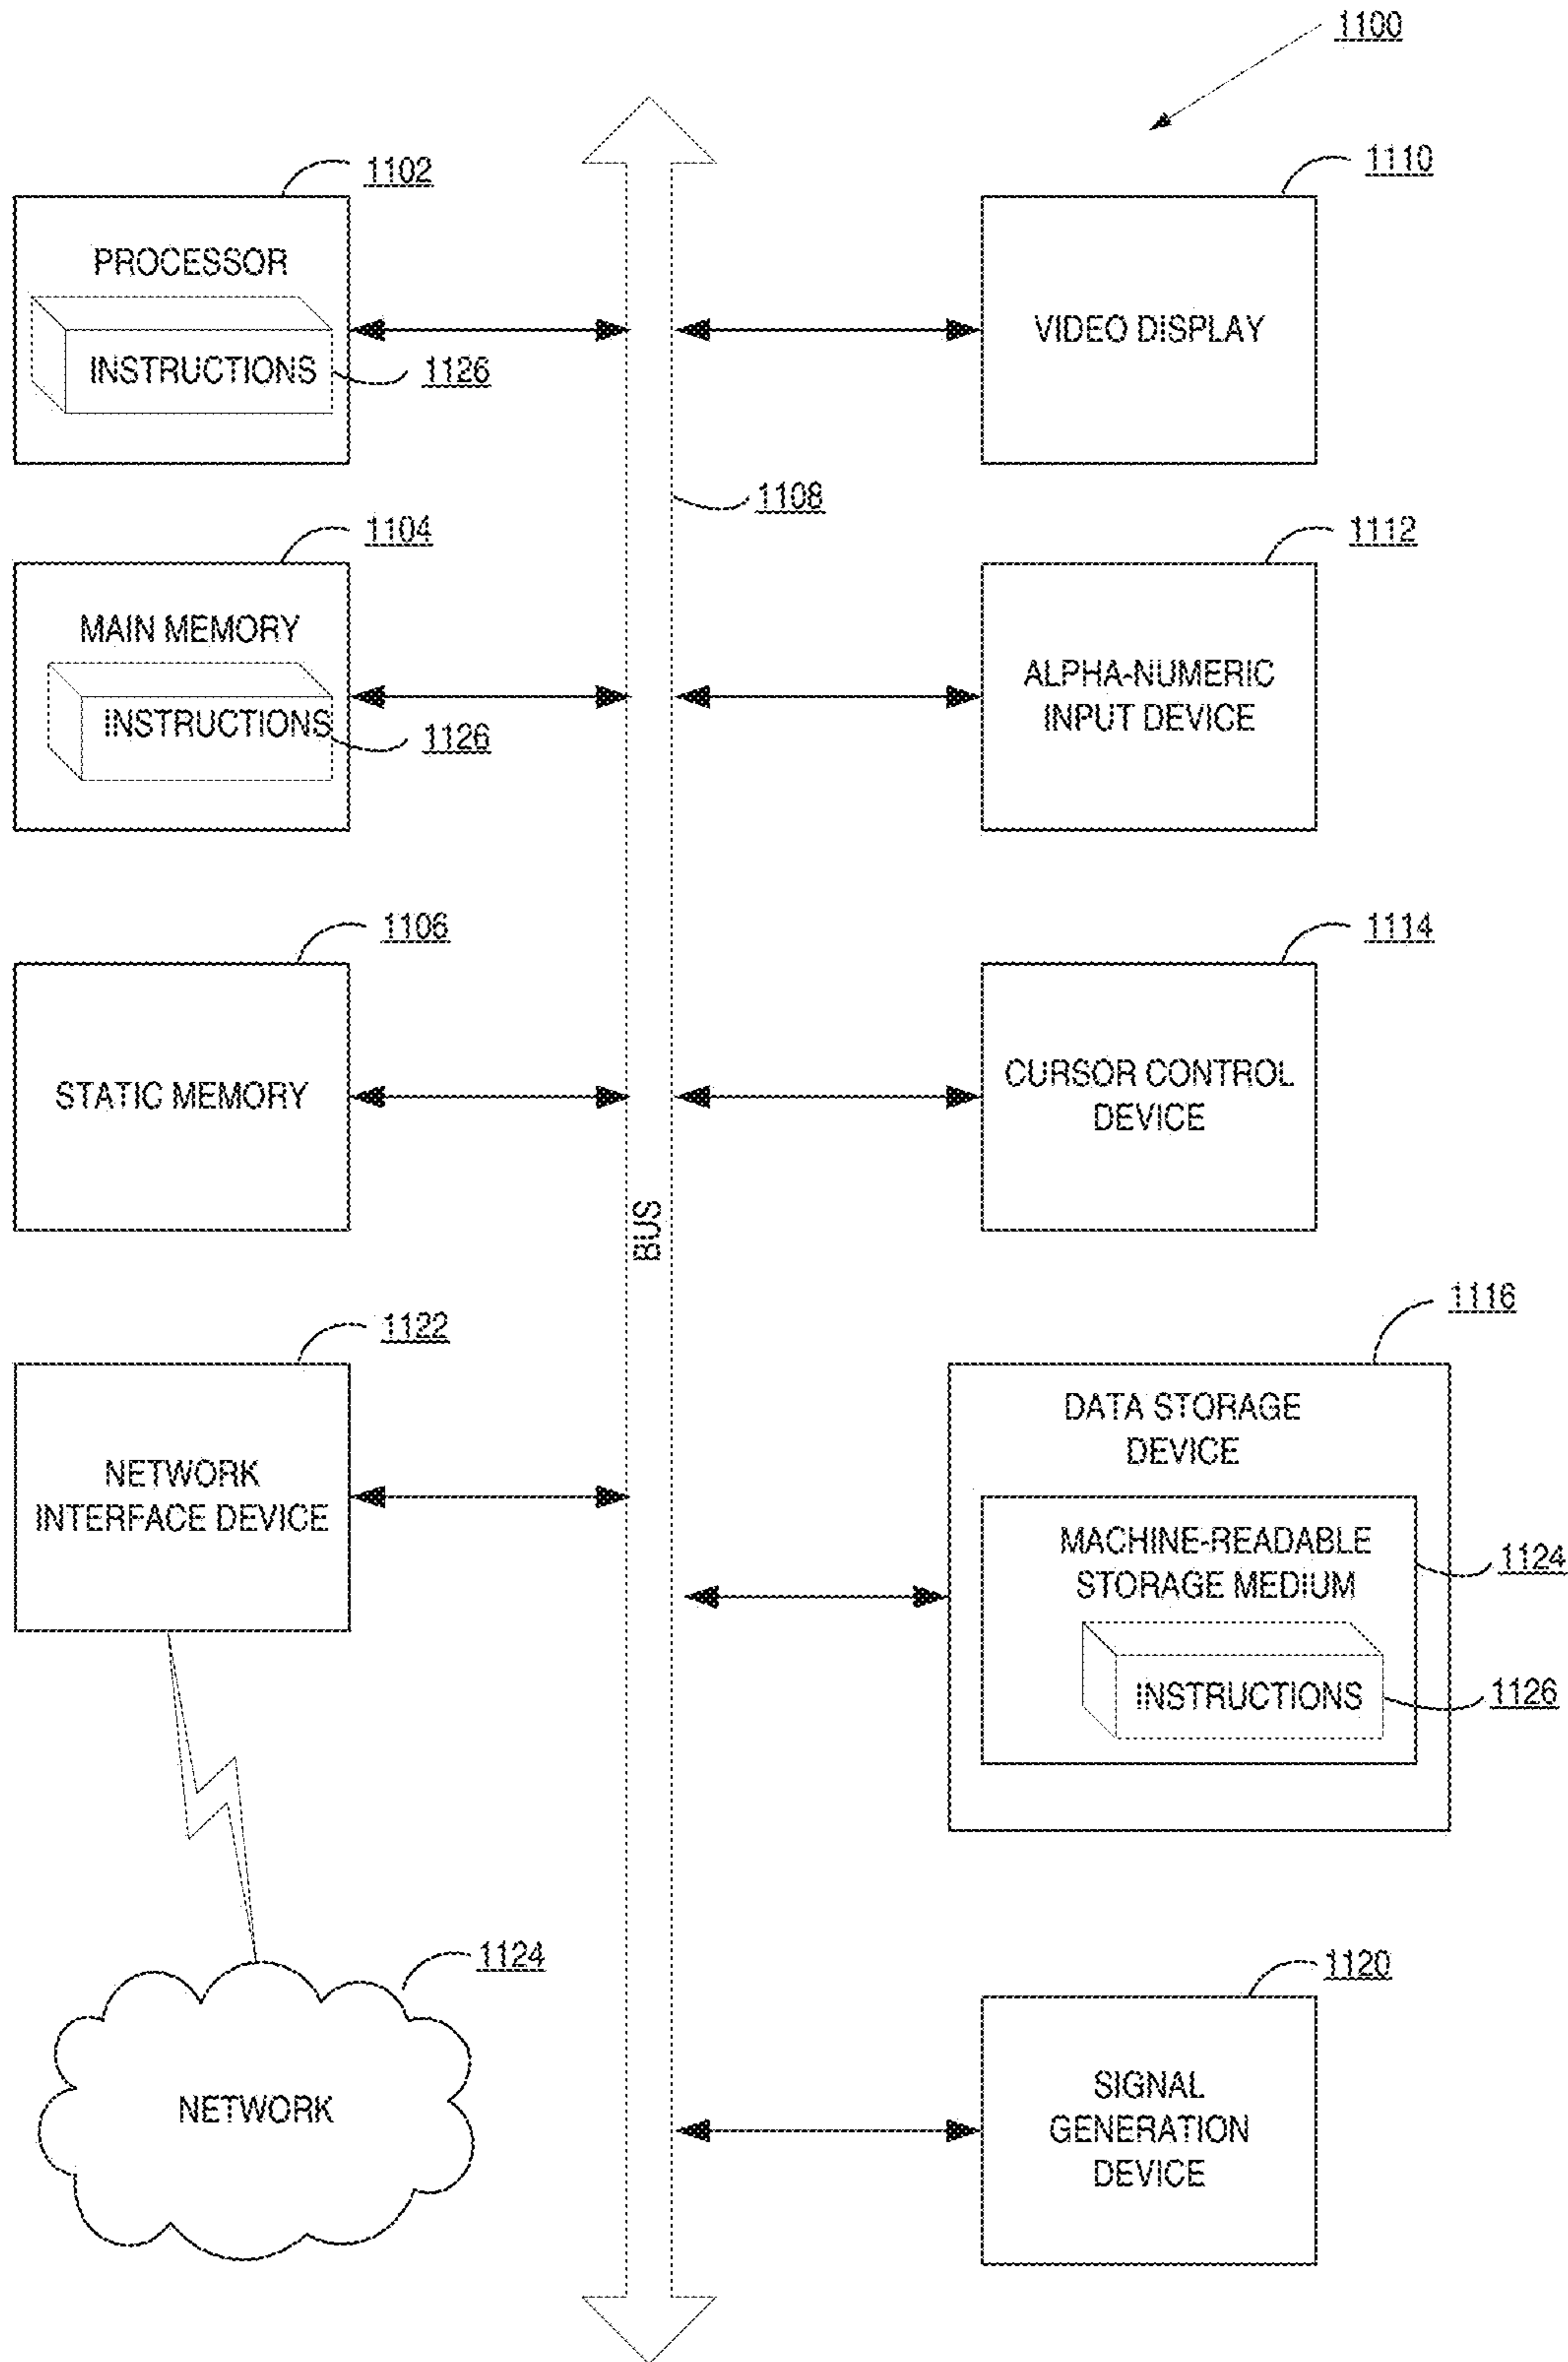 1100
1102
PROCESSOR
INSTRUCTIONS
1126
1110
VIDEO DISPLAY
1108
1104
MAIN MEMORY
INSTRUCTIONS
1126
1112
ALPHA-NUMERIC
INPUT DEVICE
1106
STATIC MEMORY
1114
CURSOR CONTROL
DEVICE
BUS
1122
NETWORK
INTERFACE DEVICE
1116
DATA STORAGE
DEVICE
MACHINE-READABLE
STORAGE MEDIUM
1124
INSTRUCTIONS
1126
1124
NETWORK
1120
SIGNAL
GENERATION
DEVICE